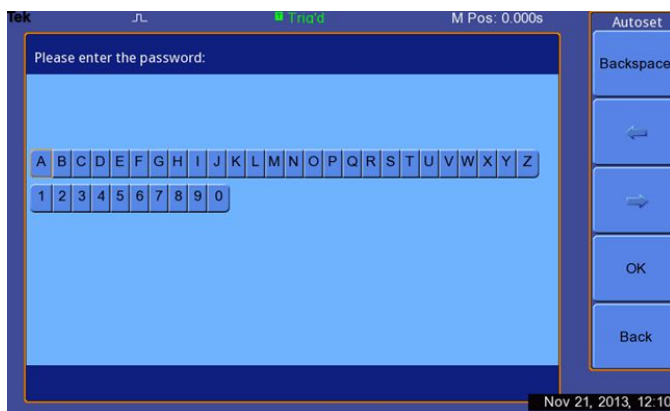 Tek Trig'd M Pos: 0.000s
Autoset
Please enter the password:
Backspace
A B C D E F G H I J K L M N O P Q R S T U V W X Y Z
1 2 3 4 5 6 7 8 9 0
OK
Back
Nov 21, 2013, 12:10